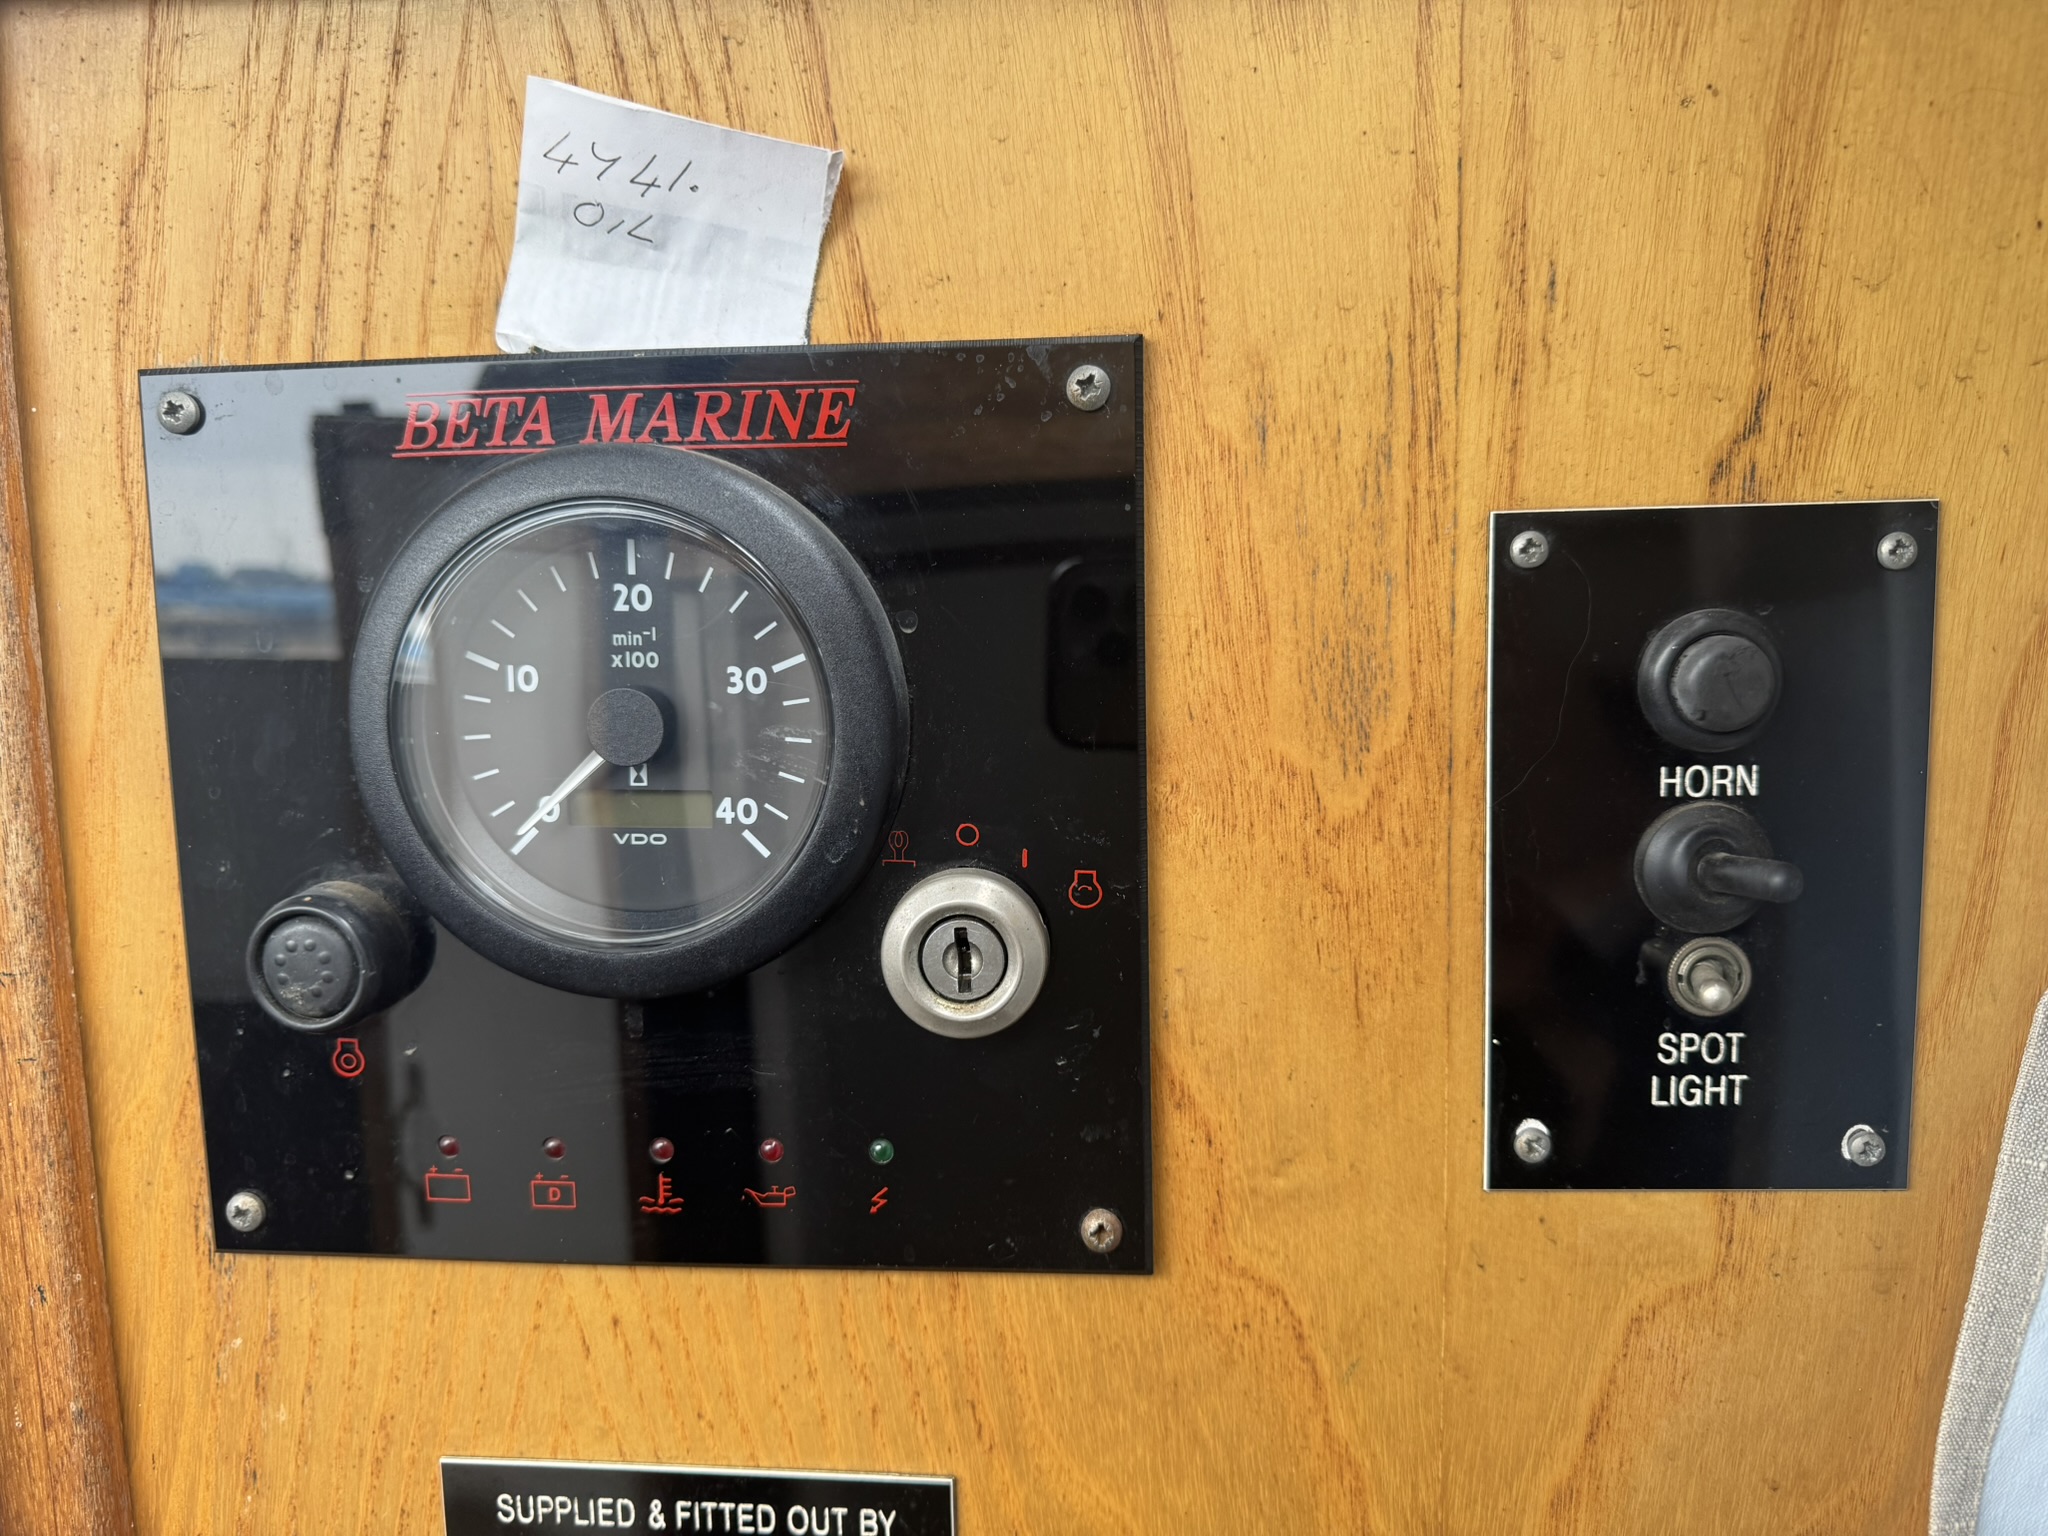 4441.
OIL
BETA MARINE
20
min-1
x100
10
30
0
40
VDO
O
I
HORN
SPOT
LIGHT
+ -
+ -
D
SUPPLIED & FITTED OUT BY